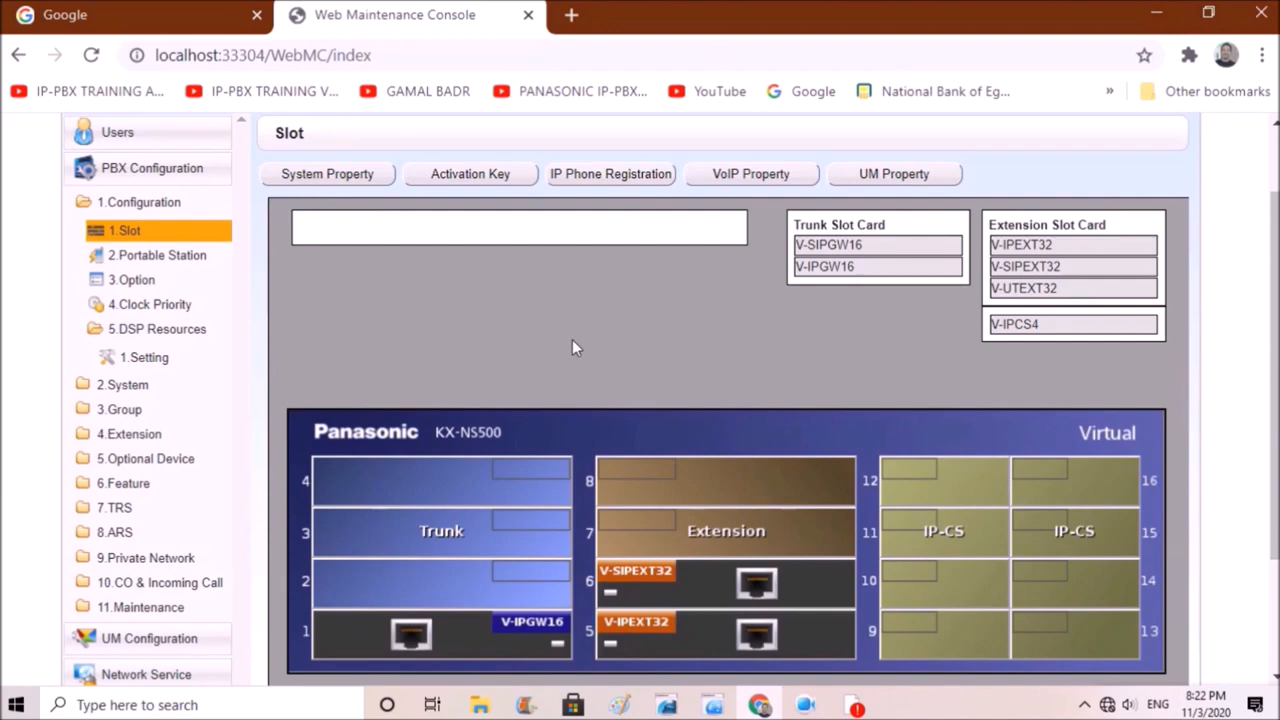 Google
Web Maintenance Console
localhost:33304/WebMC/index
IP-PBX TRAINING A...
IP-PBX TRAINING V...
GAMAL BADR
PANASONIC IP-PBX...
YouTube
Google
National Bank of Eg...
»
Other bookmarks
Users
PBX Configuration
1.Configuration
1.Slot
2.Portable Station
3.Option
4.Clock Priority
5.DSP Resources
1.Setting
2.System
3.Group
4.Extension
5.Optional Device
6.Feature
7.TRS
8.ARS
9.Private Network
10.CO & Incoming Call
11.Maintenance
UM Configuration
Network Service
Slot
System Property
Activation Key
IP Phone Registration
VoIP Property
UM Property
Trunk Slot Card
V-SIPGW16
V-IPGW16
Extension Slot Card
V-IPEXT32
V-SIPEXT32
V-UTEXT32
V-IPCS4
Panasonic KX-NS500
Virtual
4
8
12
16
3
Trunk
7
Extension
11
IP-CS
IP-CS
15
2
6
V-SIPEXT32
10
14
1
V-IPGW16
5
V-IPEXT32
9
13
Type here to search
ENG
8:22 PM
11/3/2020